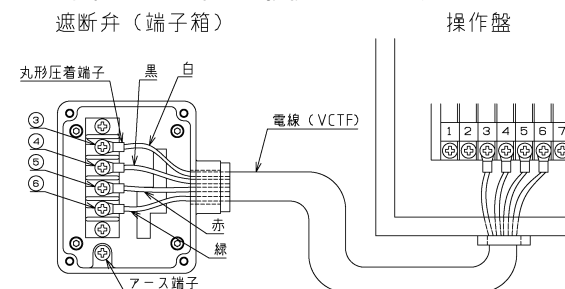 遮断弁（端子箱）
操作盤
丸形圧着端子
黒
白
③
④
⑤
⑥
電線（VCTF）
1 2 3 4 5 6 7
赤
緑
アース端子